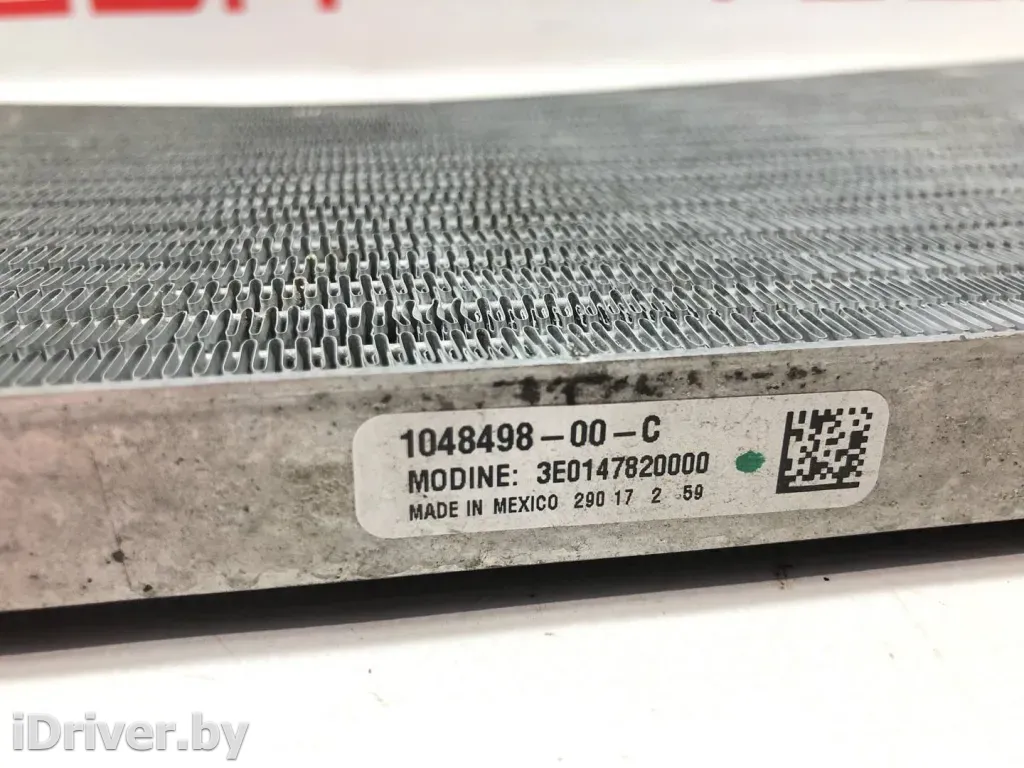 1048498-00-C
MODINE: 3E0147820000
MADE IN MEXICO 290 17 2 59
iDriver.by